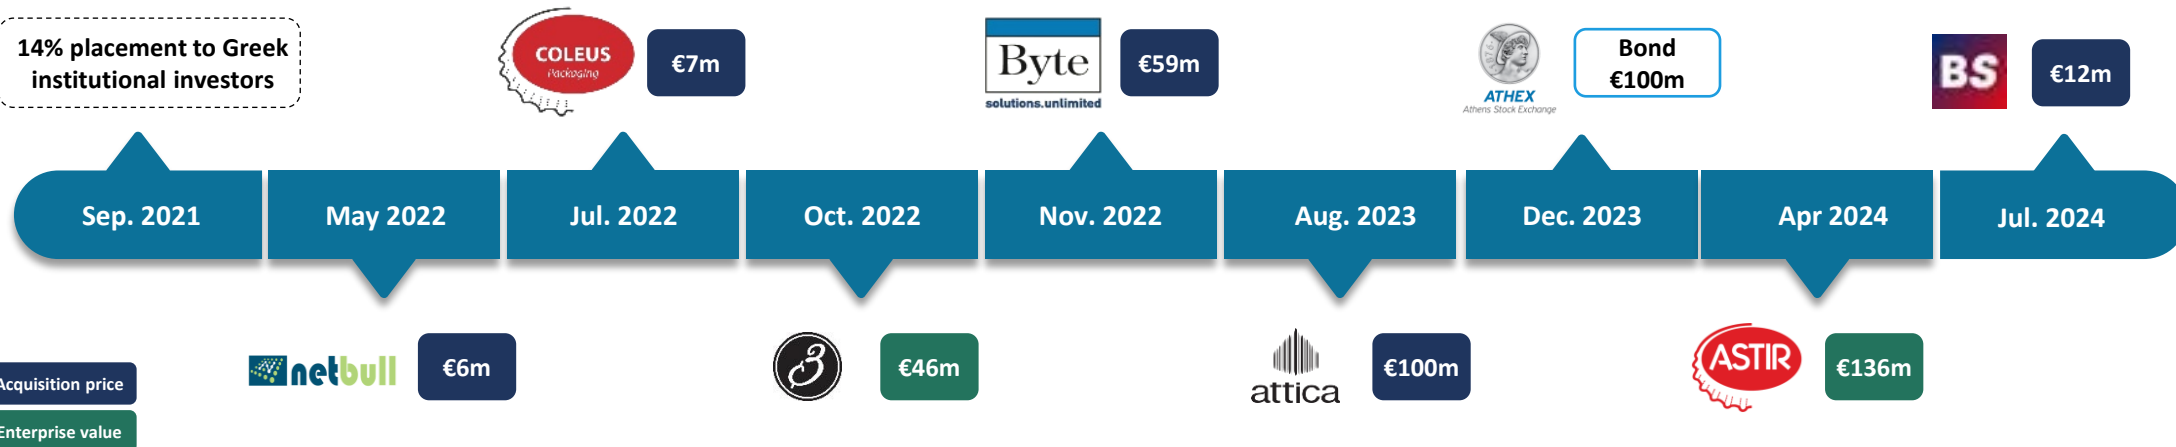 14% placement to Greek
institutional investors
COLEUS
Packaging
€7m
Byte
solutions.unlimited
€59m
ATHEX
Athens Stock Exchange
Bond
€100m
BS
€12m
Sep. 2021
May 2022
Jul. 2022
Oct. 2022
Nov. 2022
Aug. 2023
Dec. 2023
Apr 2024
Jul. 2024
netbull
€6m
3
€46m
attica
€100m
ASTIR
€136m
Acquisition price
Enterprise value